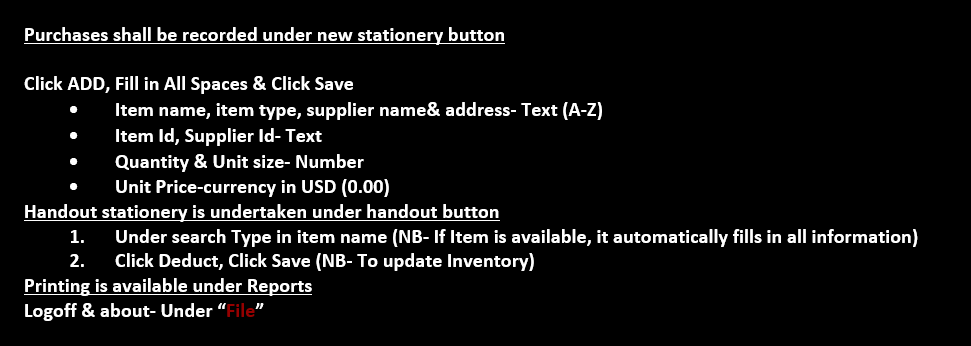 Purchases shall be recorded under new stationery button
Click ADD, Fill in All Spaces & Click Save
• Item name, item type, supplier name& address- Text (A-Z)
• Item Id, Supplier Id- Text
• Quantity & Unit size- Number
• Unit Price-currency in USD (0.00)
Handout stationery is undertaken under handout button
1. Under search Type in item name (NB- If Item is available, it automatically fills in all information)
2. Click Deduct, Click Save (NB- To update Inventory)
Printing is available under Reports
Logoff & about- Under “File”